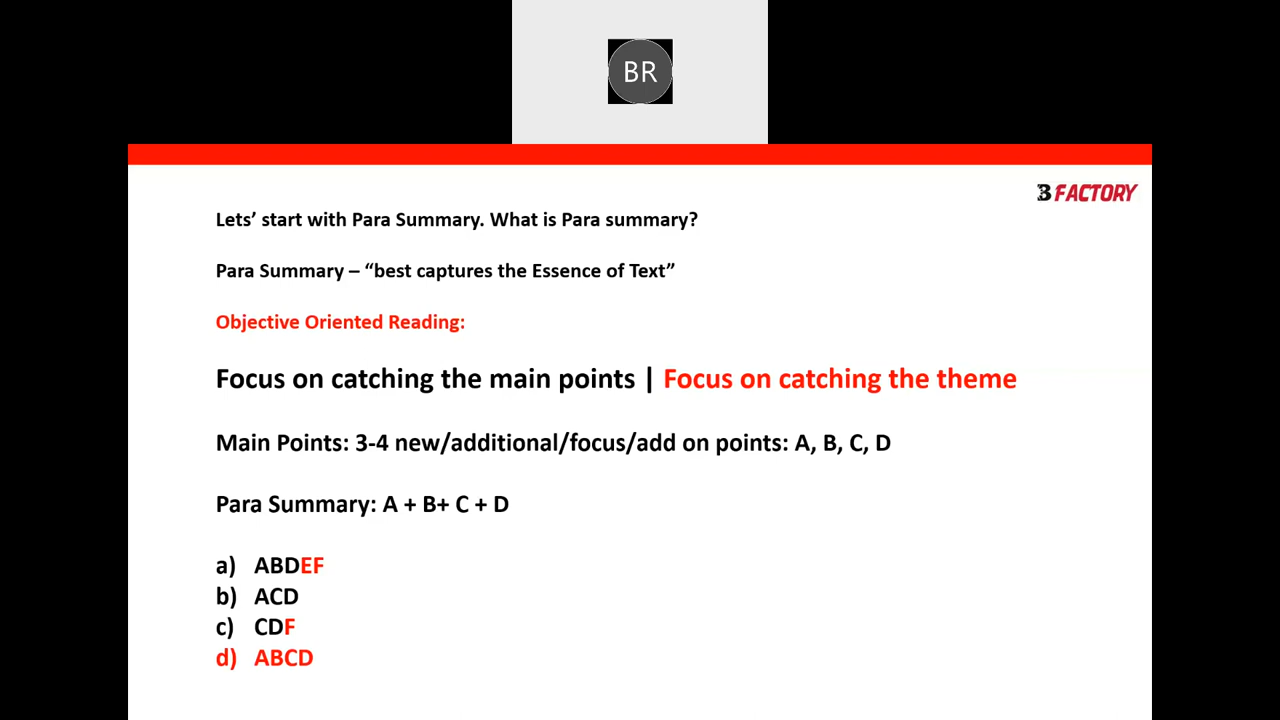 BR
3 FACTORY
Lets’ start with Para Summary. What is Para summary?
Para Summary – “best captures the Essence of Text”
Objective Oriented Reading:
Focus on catching the main points | Focus on catching the theme
Main Points: 3-4 new/additional/focus/add on points: A, B, C, D
Para Summary: A + B+ C + D
a) ABDEF
b) ACD
c) CDF
d) ABCD